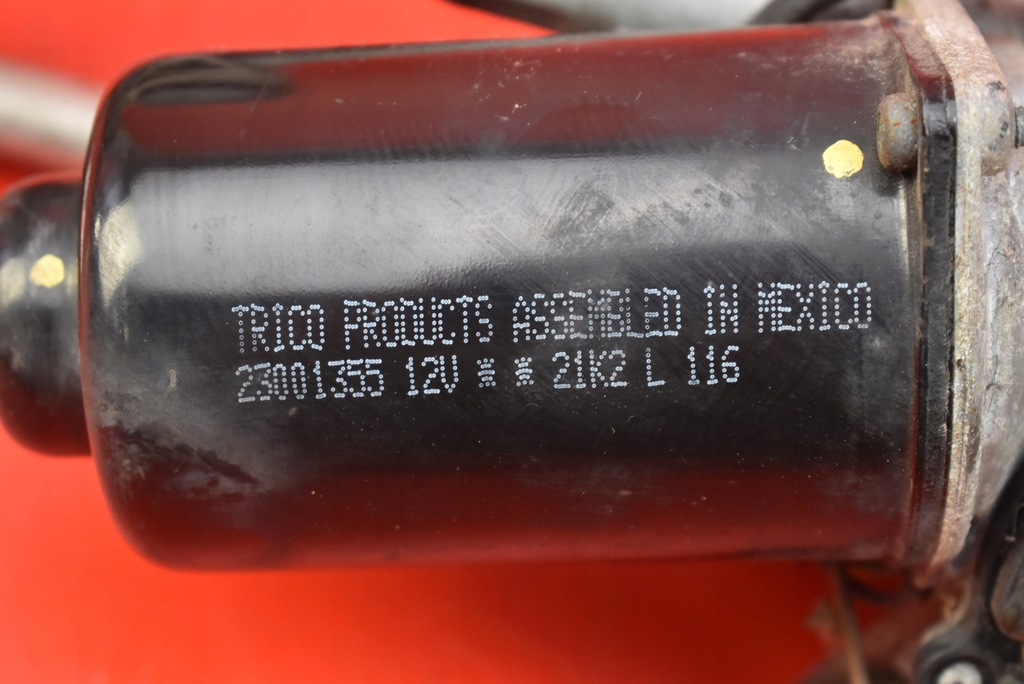 TRICO PRODUCTS ASSEMBLED IN MEXICO
23001355 12V * * 21K2 L 116